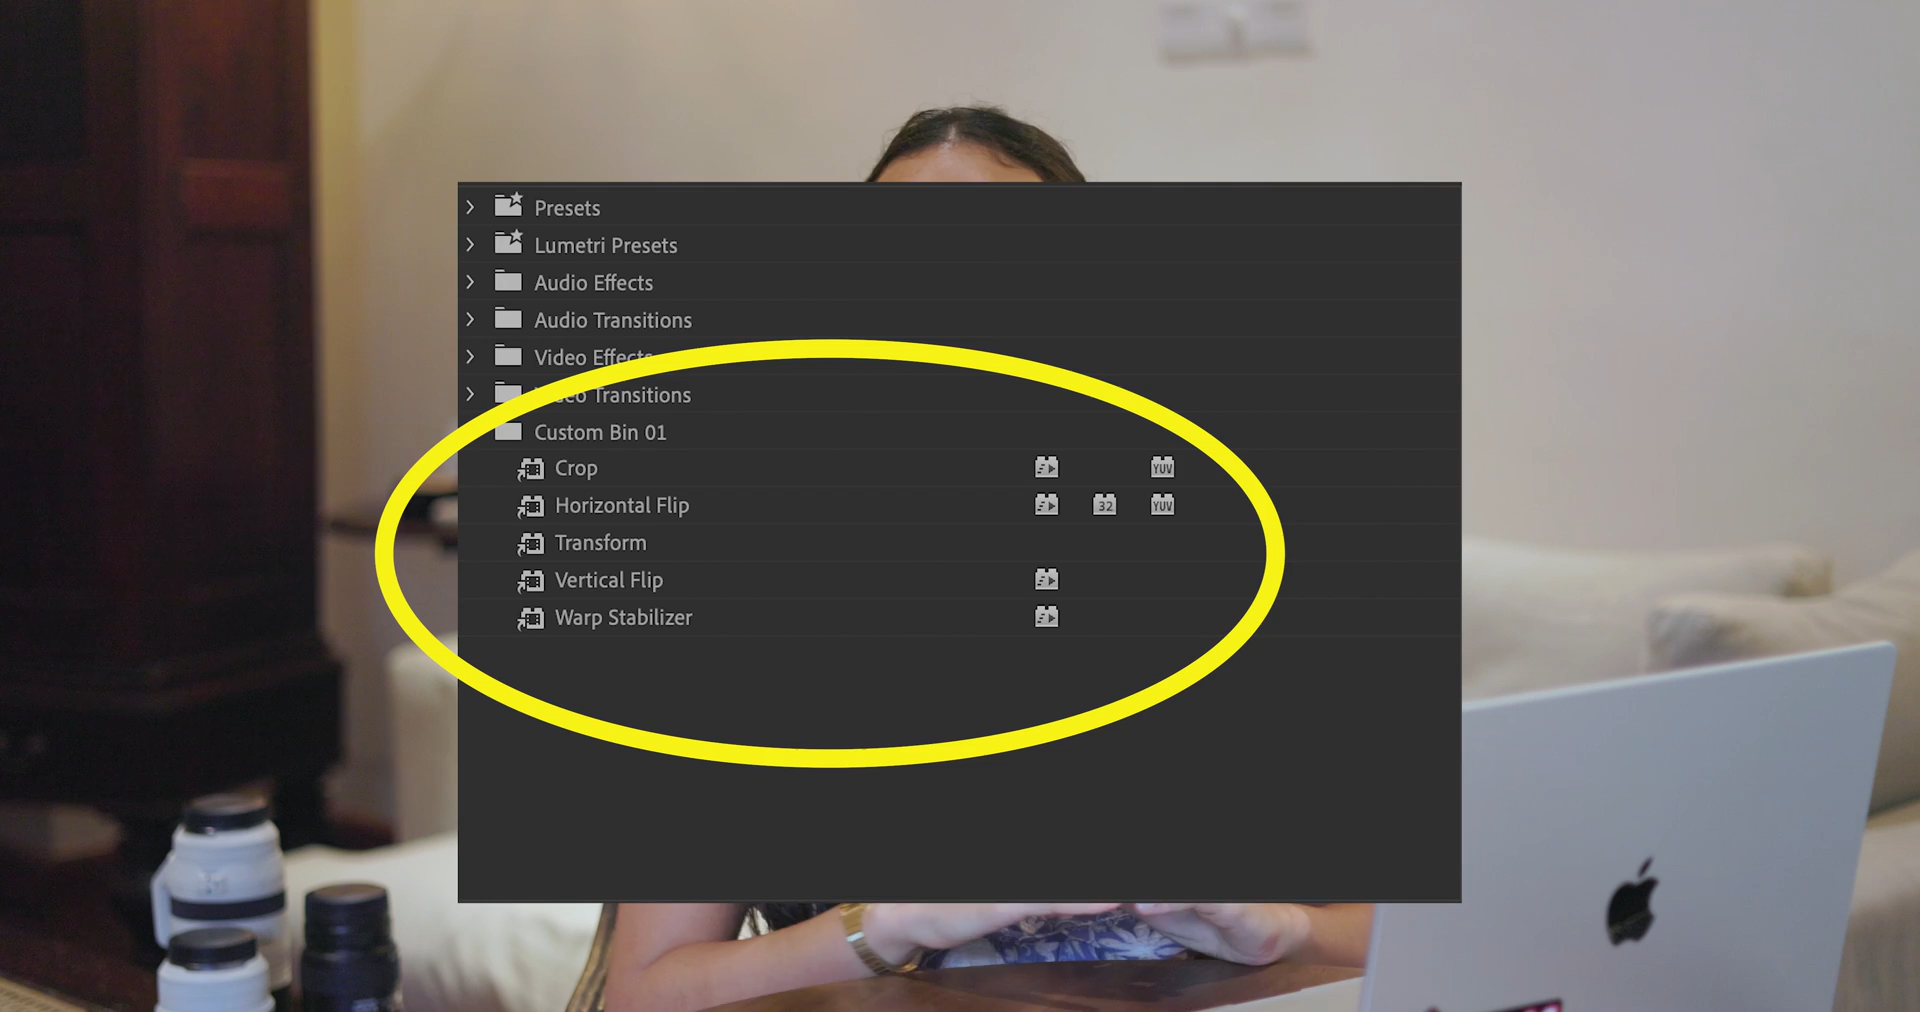 Presets
Lumetri Presets
Audio Effects
Audio Transitions
Video Effects
Video Transitions
Custom Bin 01
Crop YUV
Horizontal Flip 32 YUV
Transform
Vertical Flip
Warp Stabilizer